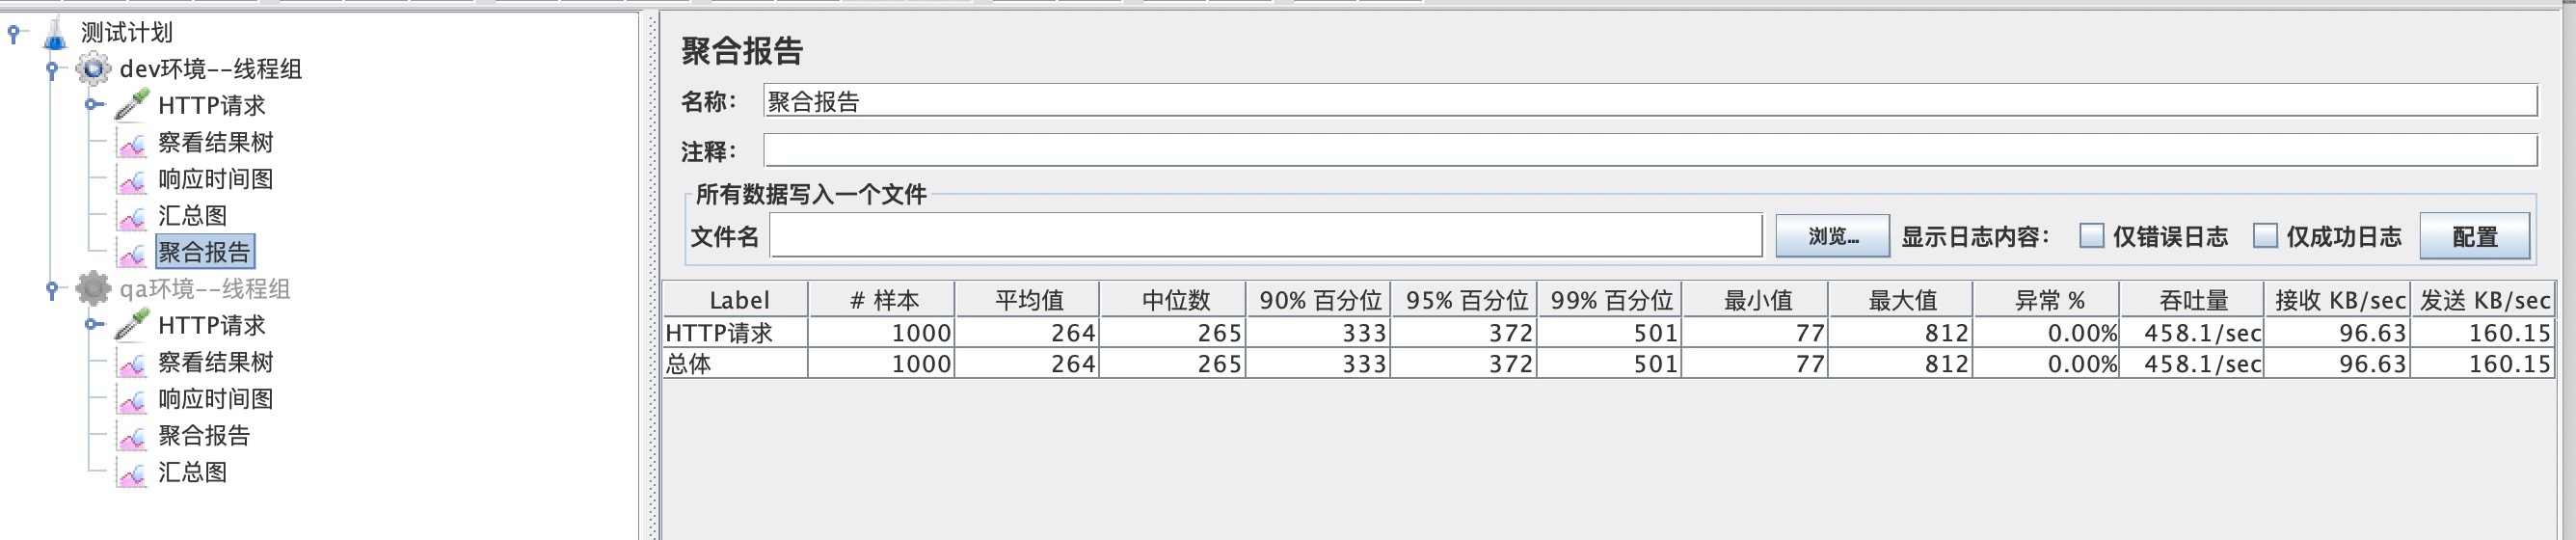 测试计划
dev环境--线程组
HTTP请求
察看结果树
响应时间图
汇总图
聚合报告
qa环境--线程组
HTTP请求
察看结果树
响应时间图
聚合报告
汇总图
聚合报告
名称： 聚合报告
注释：
所有数据写入一个文件
文件名 浏览... 显示日志内容： 仅错误日志 仅成功日志 配置
Label # 样本 平均值 中位数 90% 百分位 95% 百分位 99% 百分位 最小值 最大值 异常 % 吞吐量 接收 KB/sec 发送 KB/sec
HTTP请求 1000 264 265 333 372 501 77 812 0.00% 458.1/sec 96.63 160.15
总体 1000 264 265 333 372 501 77 812 0.00% 458.1/sec 96.63 160.15